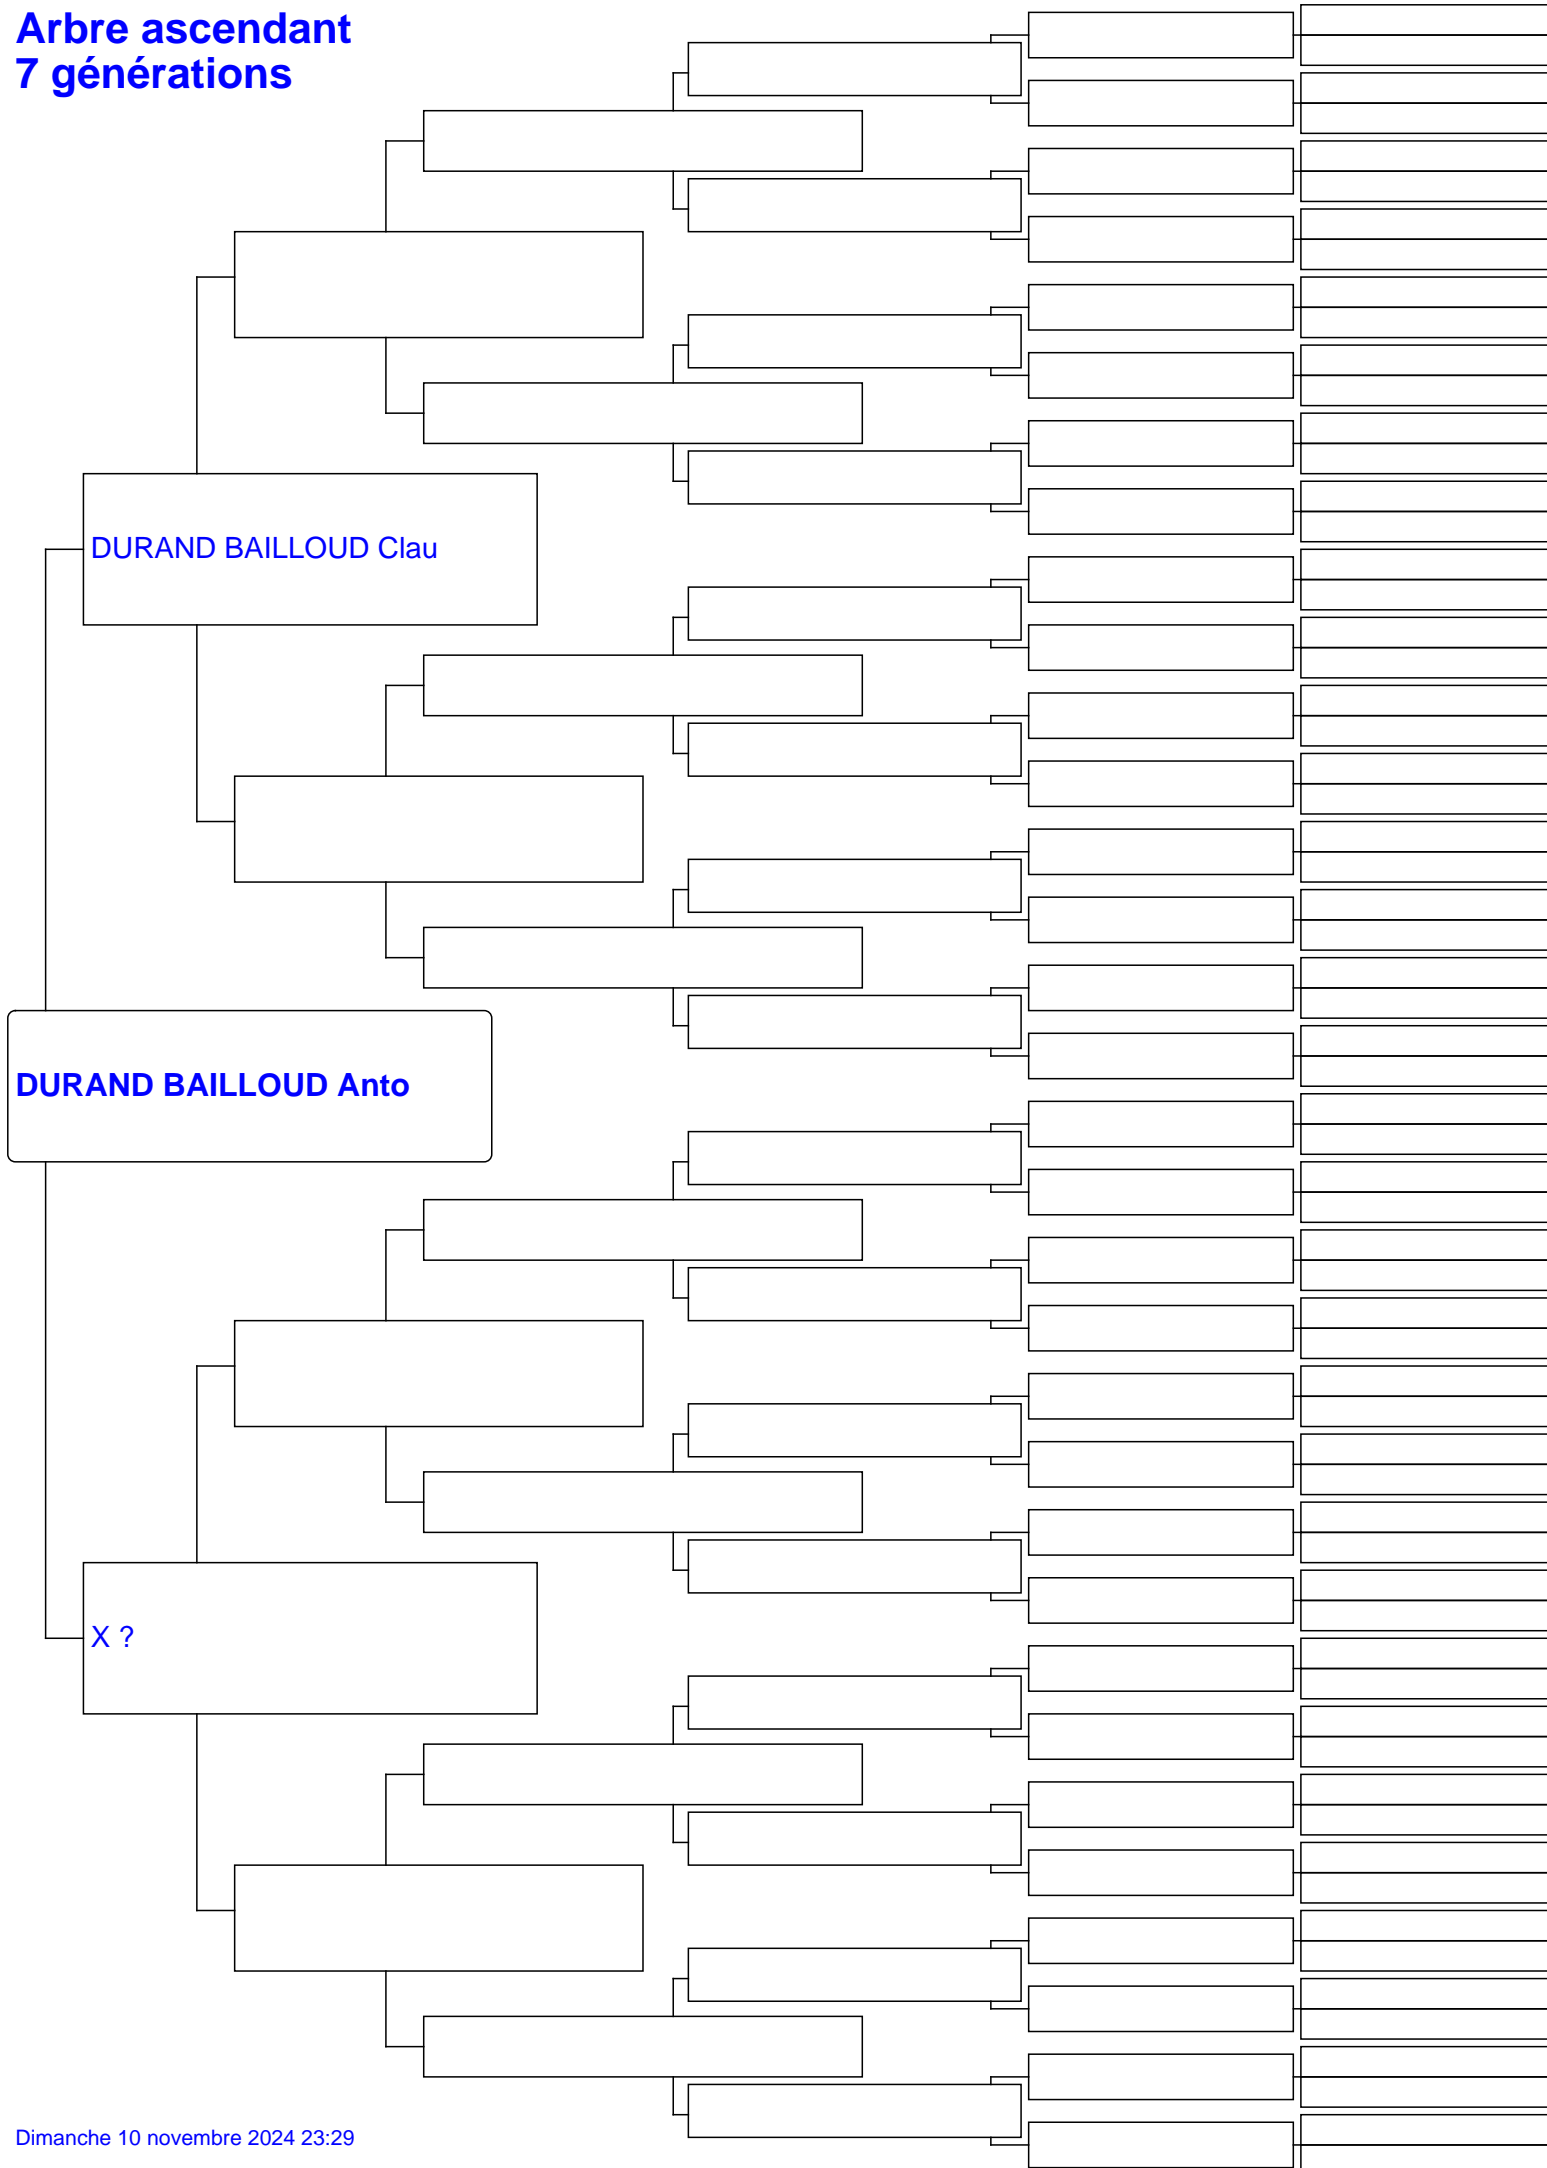 Arbre ascendant
7 générations
DURAND BAILLOUD Clau
DURAND BAILLOUD Anto
X ?
Dimanche 10 novembre 2024 23:29